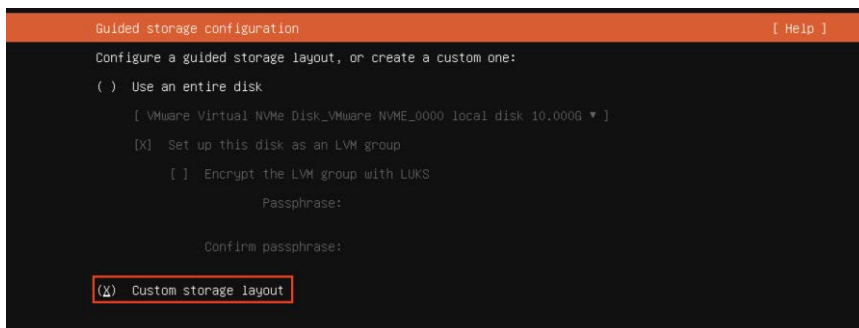 Guided storage configuration [ Help ]
Configure a guided storage layout, or create a custom one:
( ) Use an entire disk
[ VMware Virtual NVMe Disk_VMware NVME_0000 local disk 10.000G ▾ ]
[X] Set up this disk as an LVM group
[ ] Encrypt the LVM group with LUKS
Passphrase:
Confirm passphrase:
(X) Custom storage layout